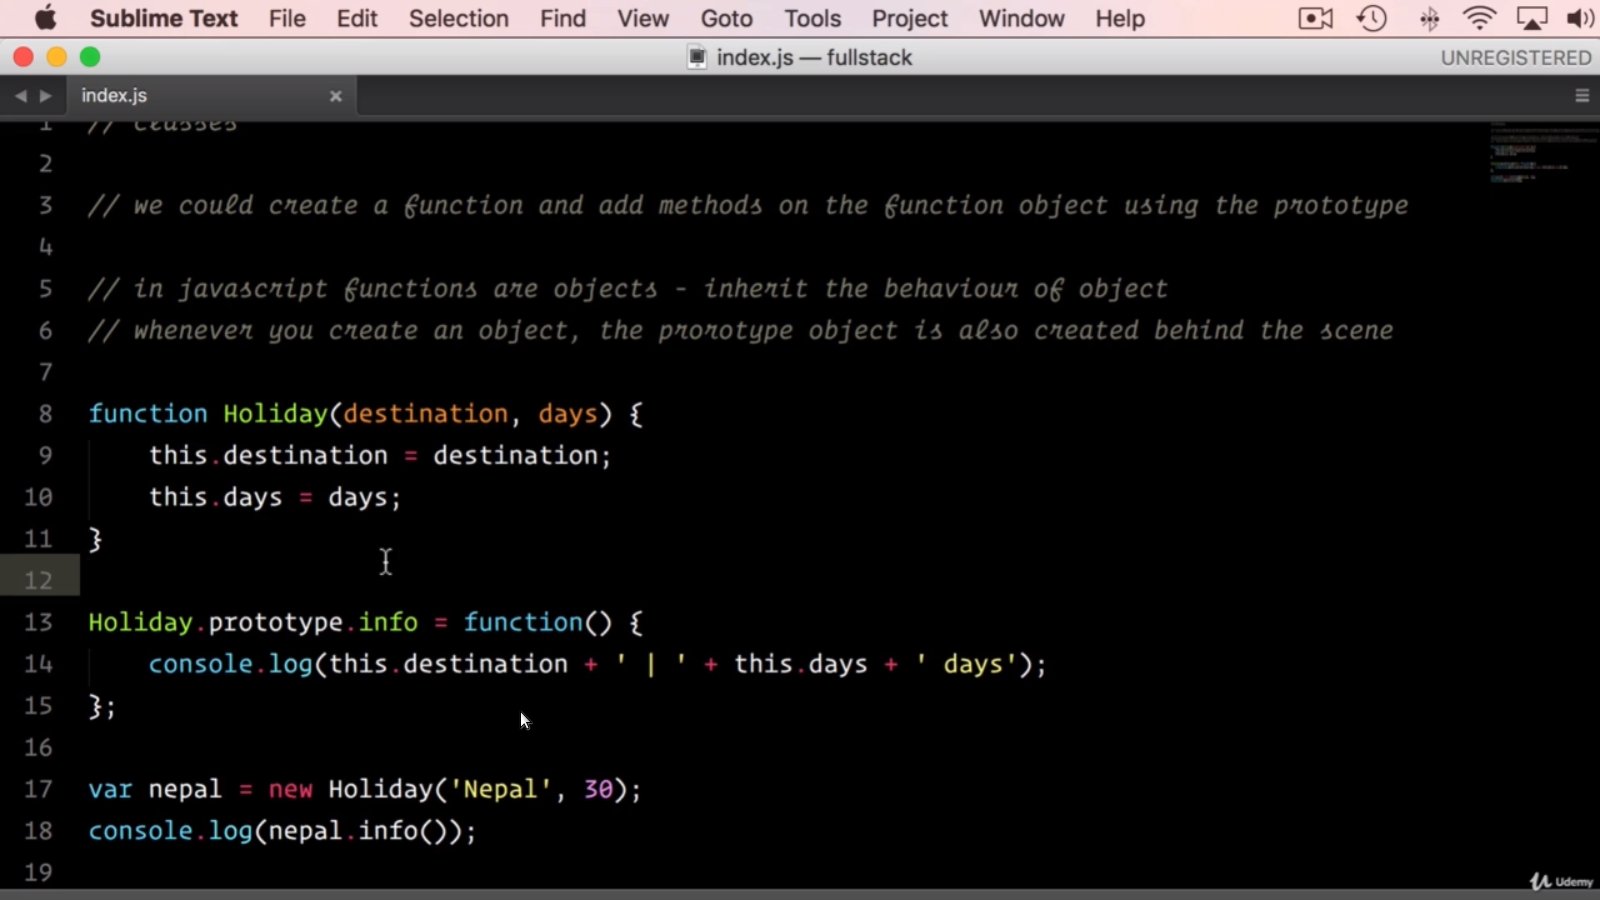 Sublime Text File Edit Selection Find View Goto Tools Project Window Help
index.js — fullstack
UNREGISTERED
index.js
1 // classes
2
3 // we could create a function and add methods on the function object using the prototype
4
5 // in javascript functions are objects - inherit the behaviour of object
6 // whenever you create an object, the prorotype object is also created behind the scene
7
8 function Holiday(destination, days) {
9 this.destination = destination;
10 this.days = days;
11 }
12
13 Holiday.prototype.info = function() {
14 console.log(this.destination + ' | ' + this.days + ' days');
15 };
16
17 var nepal = new Holiday('Nepal', 30);
18 console.log(nepal.info());
19
Udemy